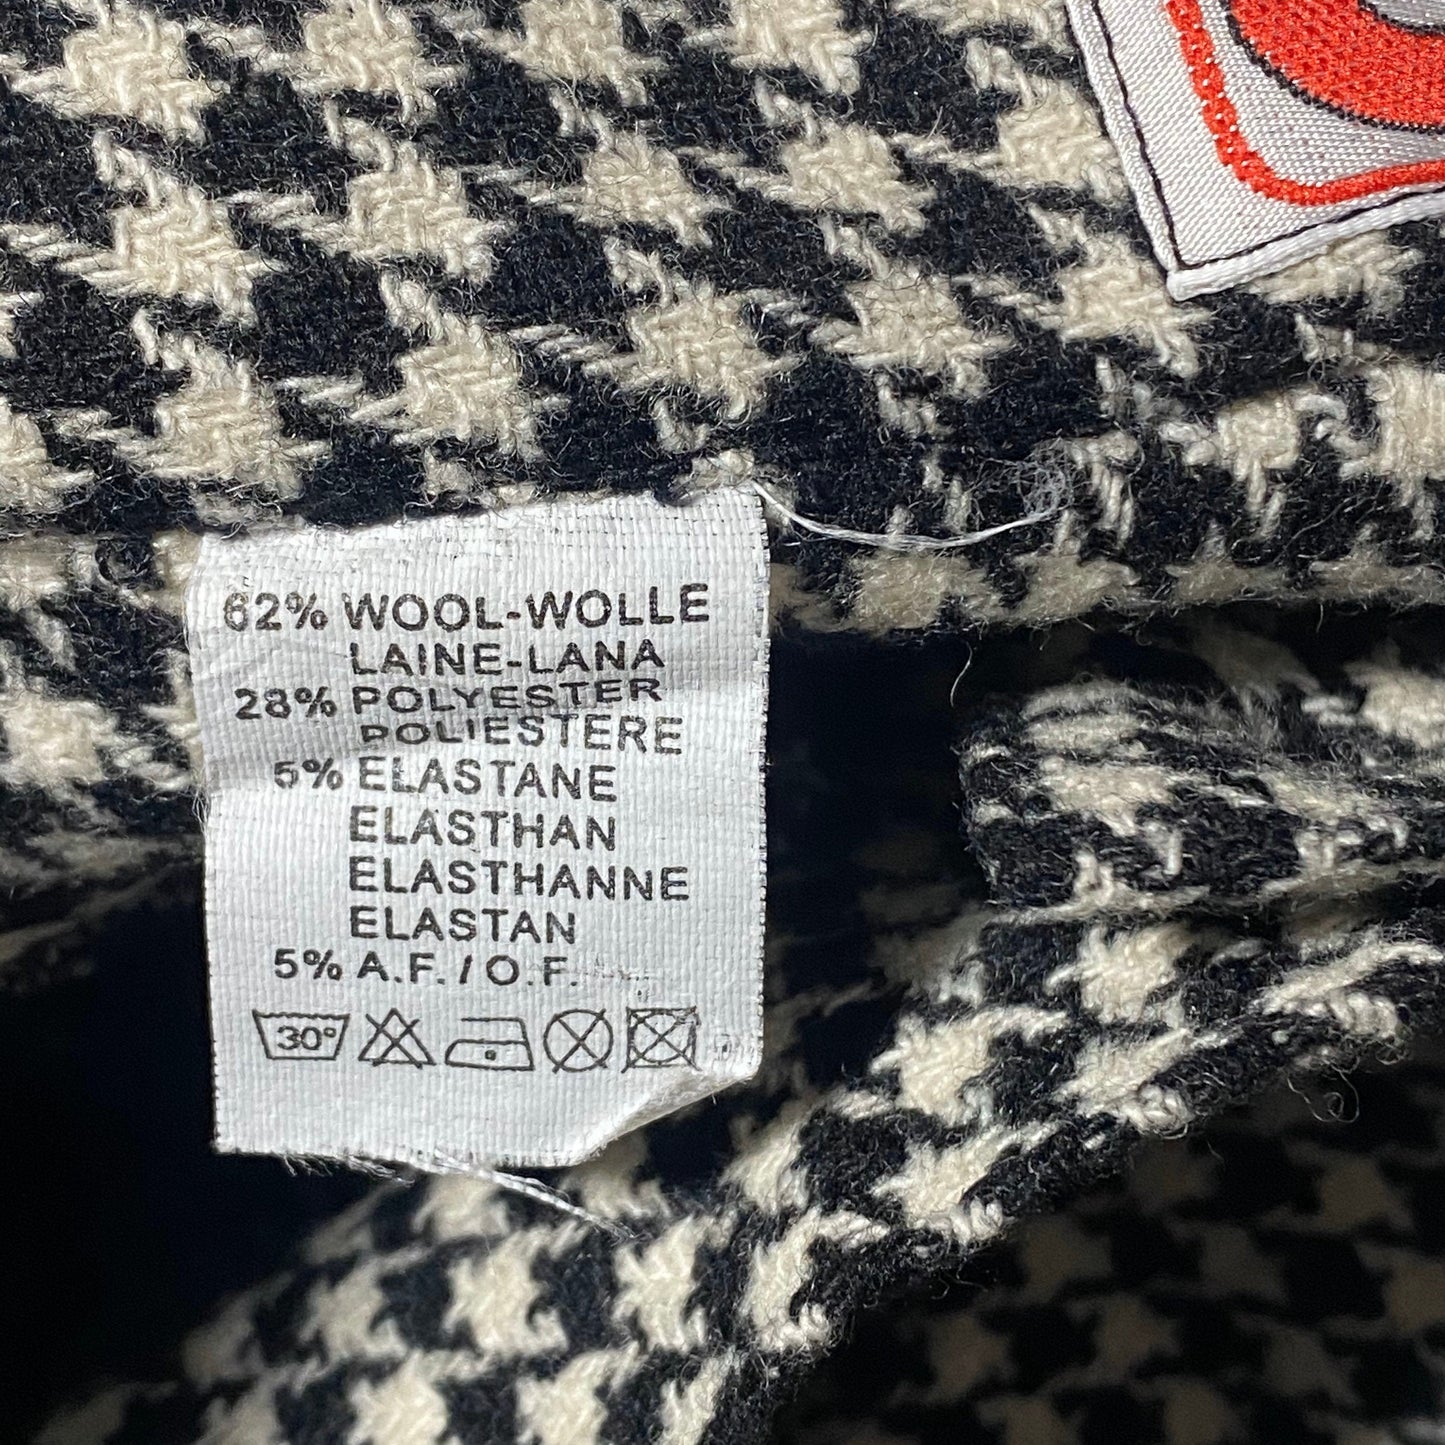 62% WOOL-WOLLE
LAINE-LANA
28% POLYESTER
POLIESTERE
5% ELASTANE
ELASTHAN
ELASTHANNE
ELASTAN
5% A.F. / O.F.
30°